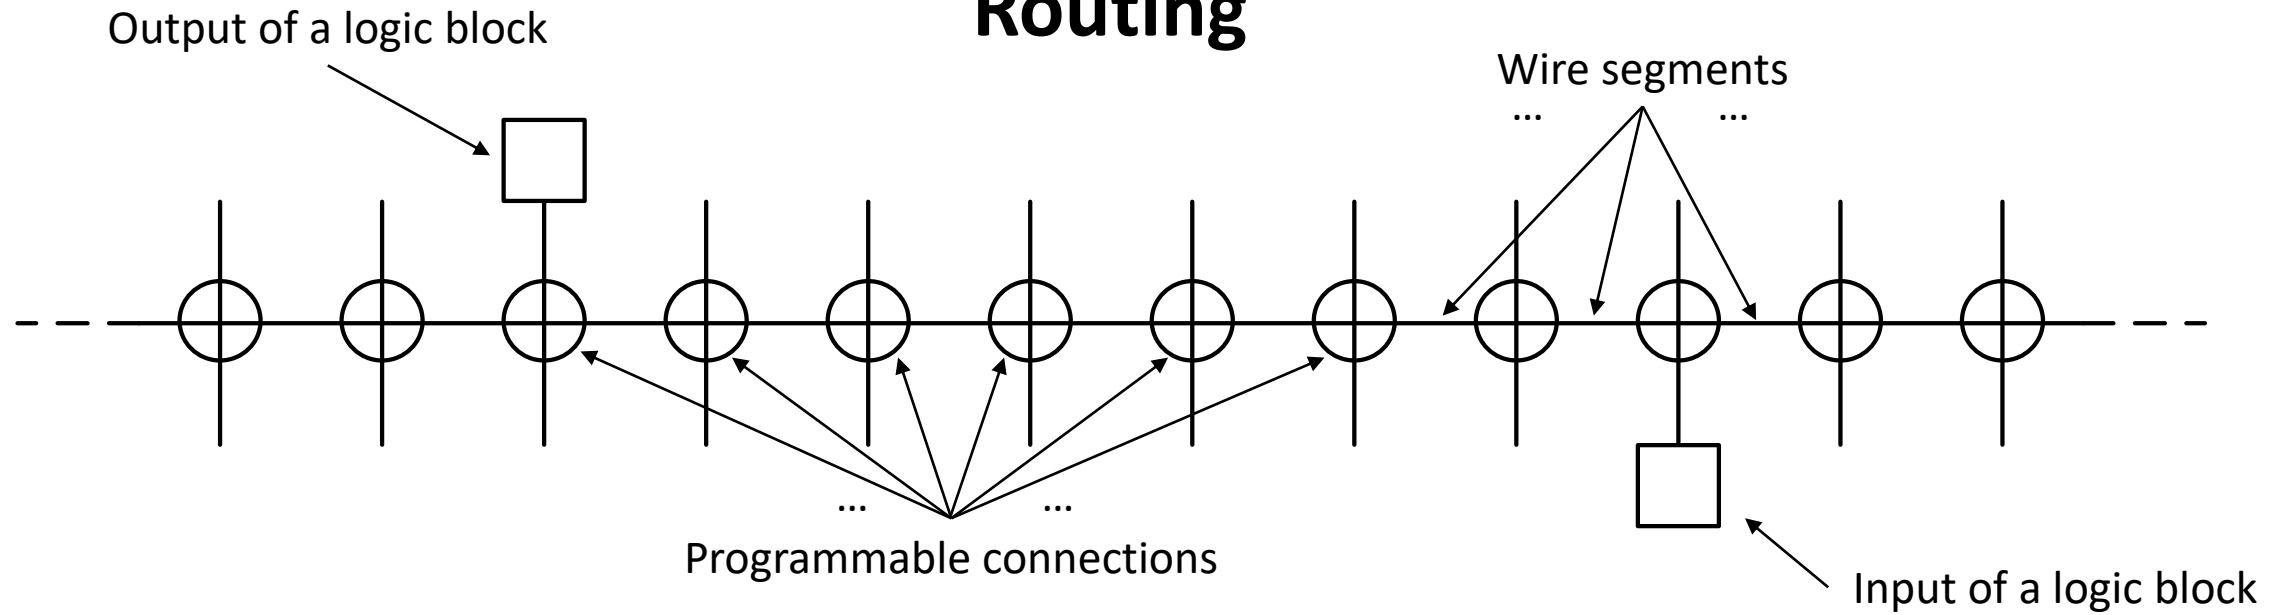 Routing
Output of a logic block
Wire segments
... ...
... ...
Programmable connections
Input of a logic block